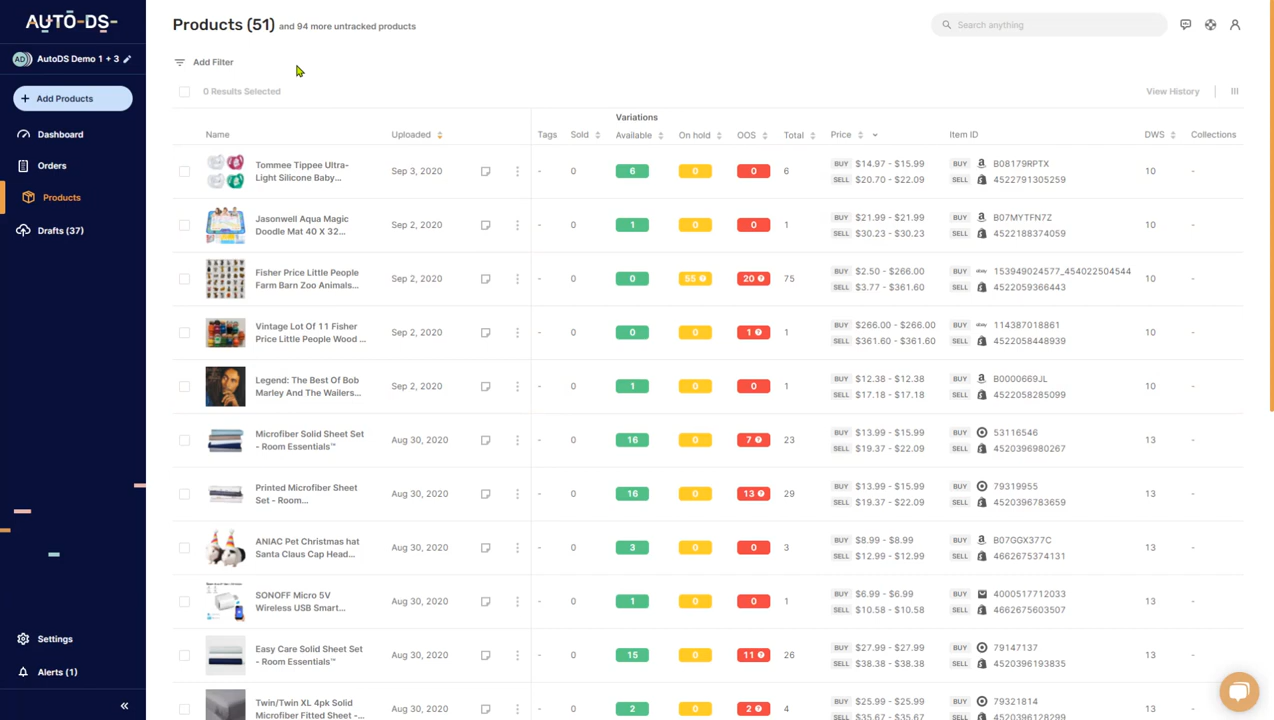 AUTO-DS-
AD
AutoDS Demo 1 + 3
+ Add Products
Dashboard
Orders
Products
Drafts (37)
Settings
Alerts (1)
«
Products (51) and 94 more untracked products
Search anything
Add Filter
0 Results Selected
View History
Variations
Name Uploaded Tags Sold Available On hold OOS Total Price Item ID DWS Collections
Tommee Tippee Ultra-
Light Silicone Baby...
Sep 3, 2020 - 0 6 0 0 6
BUY $14.97 - $15.99 BUY B08179RPTX
SELL $20.70 - $22.09 SELL 4522791305259
10 -
Jasonwell Aqua Magic
Doodle Mat 40 X 32...
Sep 2, 2020 - 0 1 0 0 1
BUY $21.99 - $21.99 BUY B07MYTFN7Z
SELL $30.23 - $30.23 SELL 4522188374059
10 -
Fisher Price Little People
Farm Barn Zoo Animals...
Sep 2, 2020 - 0 0 55 20 75
BUY $2.50 - $266.00 BUY ebay 153949024577_454022504544
SELL $3.77 - $361.60 SELL 4522059366443
10 -
Vintage Lot Of 11 Fisher
Price Little People Wood ...
Sep 2, 2020 - 0 0 0 1 1
BUY $266.00 - $266.00 BUY ebay 114387018861
SELL $361.60 - $361.60 SELL 4522058448939
10 -
Legend: The Best Of Bob
Marley And The Wailers...
Sep 2, 2020 - 0 1 0 0 1
BUY $12.38 - $12.38 BUY B0000669JL
SELL $17.18 - $17.18 SELL 4522058285099
10 -
Microfiber Solid Sheet Set
- Room Essentials™
Aug 30, 2020 - 0 16 0 7 23
BUY $13.99 - $15.99 BUY 53116546
SELL $19.37 - $22.09 SELL 4520396980267
13 -
Printed Microfiber Sheet
Set - Room...
Aug 30, 2020 - 0 16 0 13 29
BUY $13.99 - $15.99 BUY 79319955
SELL $19.37 - $22.09 SELL 4520396783659
13 -
ANIAC Pet Christmas hat
Santa Claus Cap Head...
Aug 30, 2020 - 0 3 0 0 3
BUY $8.99 - $8.99 BUY B07GGX377C
SELL $12.99 - $12.99 SELL 4662675374131
13 -
SONOFF Micro 5V
Wireless USB Smart...
Aug 30, 2020 - 0 1 0 0 1
BUY $6.99 - $6.99 BUY 4000517712033
SELL $10.58 - $10.58 SELL 4662675603507
13 -
Easy Care Solid Sheet Set
- Room Essentials™
Aug 30, 2020 - 0 15 0 11 26
BUY $27.99 - $27.99 BUY 79147137
SELL $38.38 - $38.38 SELL 4520396193835
13 -
Twin/Twin XL 4pk Solid
Microfiber Fitted Sheet -...
Aug 30, 2020 - 0 2 0 2 4
BUY $25.99 - $25.99 BUY 79321814
SELL $35.67 - $35.67 SELL 4520396128299
13 -